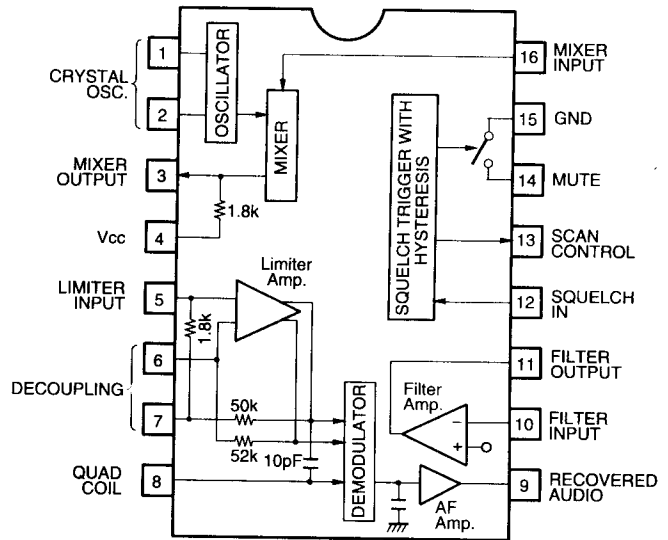 1
CRYSTAL
OSC.
2
OSCILLATOR
MIXER
MIXER
OUTPUT
3
1.8k
Vcc
4
LIMITER
INPUT
5
1.8k
Limiter
Amp.
6
DECOUPLING
7
50k
52k
10pF
QUAD
COIL
8
DEMODULATOR
16
MIXER
INPUT
15
GND
14
MUTE
SQUELCH TRIGGER WITH
HYSTERESIS
13
SCAN
CONTROL
12
SQUELCH
IN
11
FILTER
OUTPUT
Filter
Amp.
−
+
10
FILTER
INPUT
9
RECOVERED
AUDIO
AF
Amp.